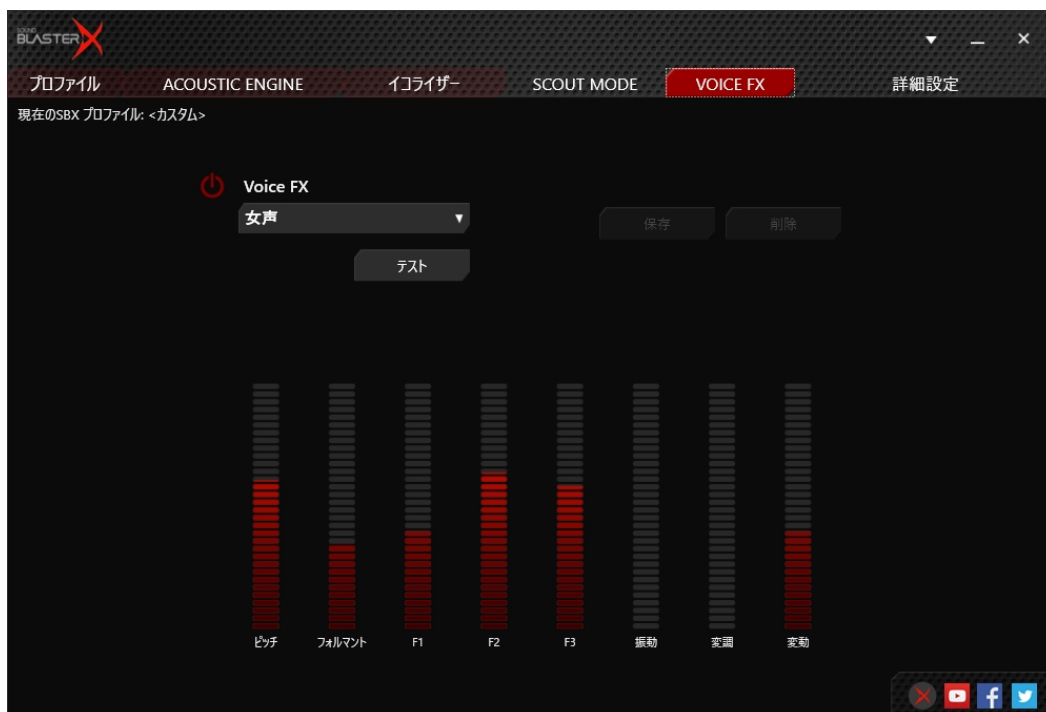 SOUND
BLASTERX
プロファイル ACOUSTIC ENGINE イコライザー SCOUT MODE VOICE FX 詳細設定
現在のSBX プロファイル: <カスタム>
Voice FX
女声 保存 削除
テスト
ピッチ フォルマント F1 F2 F3 振動 変調 変動